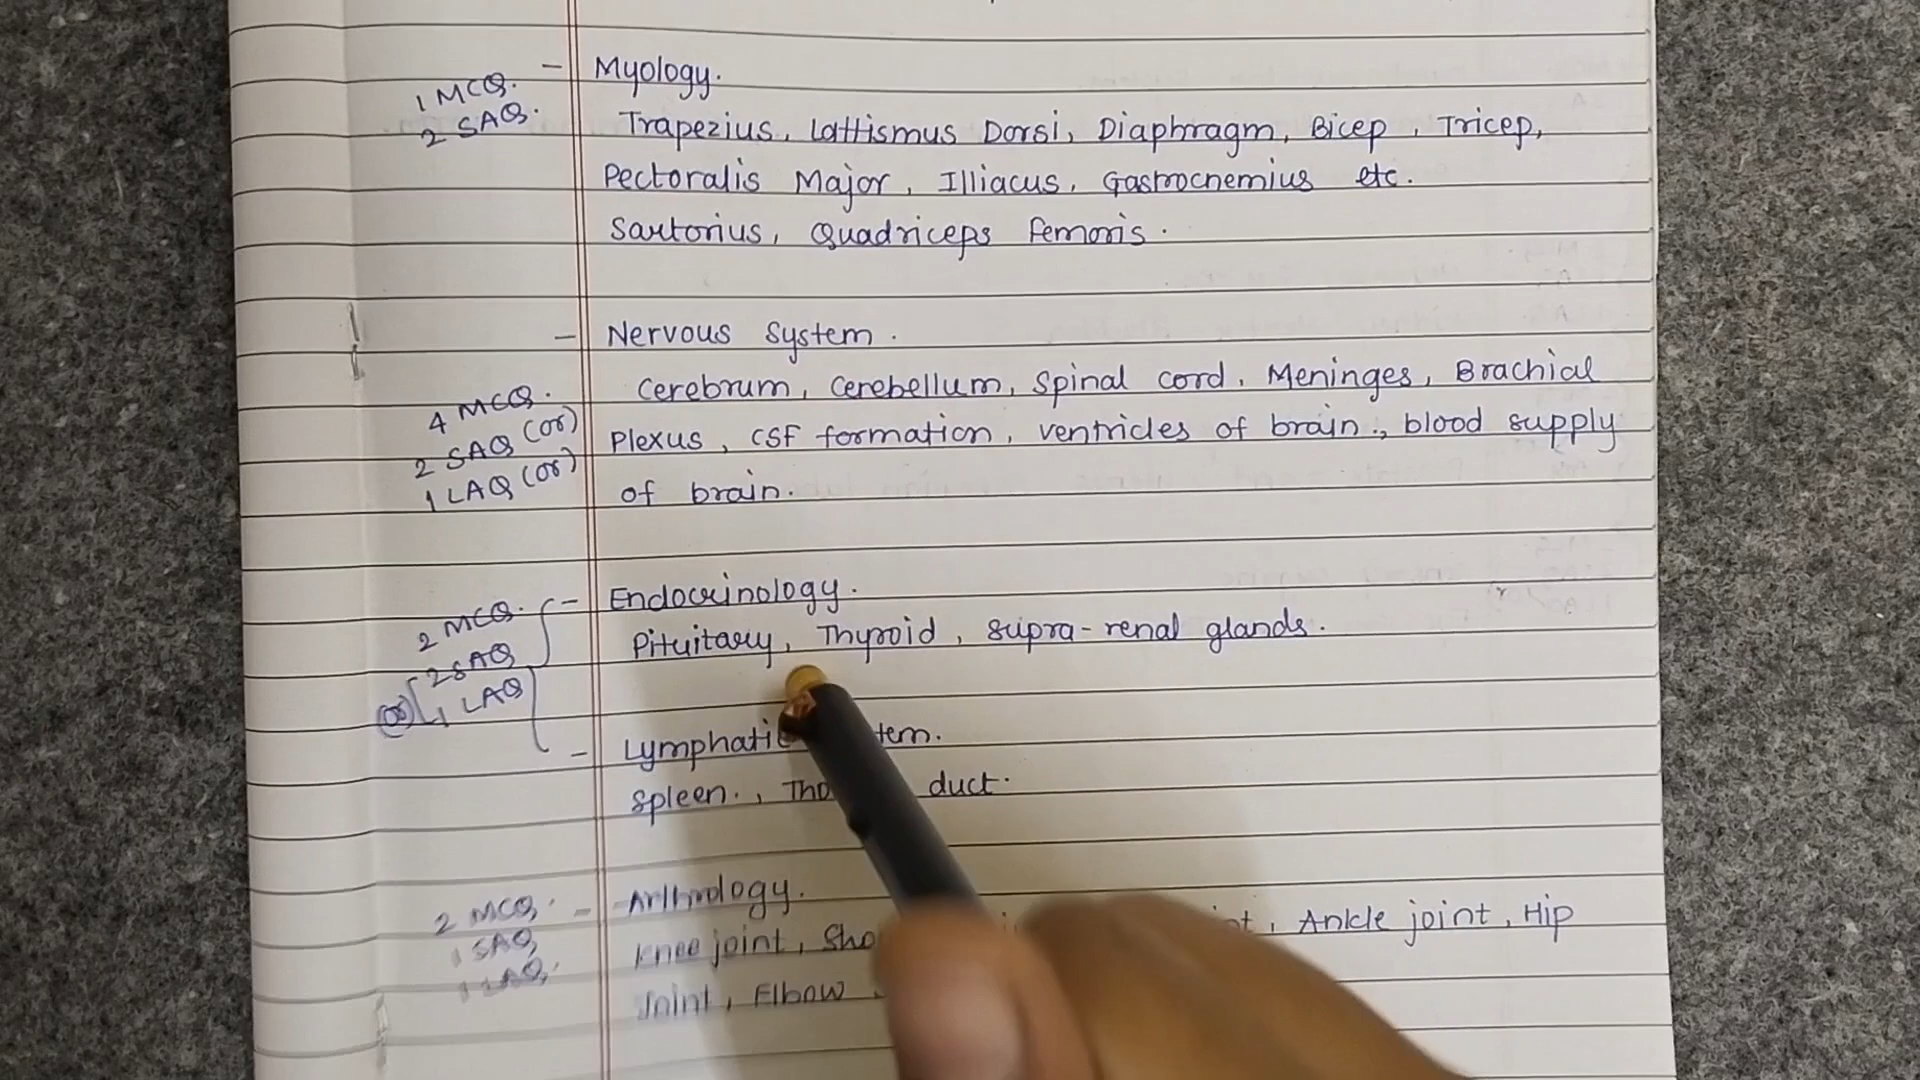 - Myology.
1 MCQ.
2 SAQ.
Trapezius, Lattismus Dorsi, Diaphragm, Bicep, Tricep,
Pectoralis Major, Illiacus, Gastrocnemius etc.
Sartorius, Quadriceps femoris.
- Nervous System.
4 MCQ.
2 SAQ (or)
1 LAQ (or)
Cerebrum, Cerebellum, Spinal cord, Meninges, Brachial
Plexus, CSF formation, ventricles of brain., blood supply
of brain.
- Endocrinology.
2 MCQ.
2 SAQ
(or) 1 LAQ
Pituitary, Thyroid, Supra-renal glands.
- Lymphatic
Spleen., duct.
2 MCQ, - Arthrology.
1 SAQ,
1 LAQ,
Knee joint, Ankle joint, Hip
Joint, Elbow